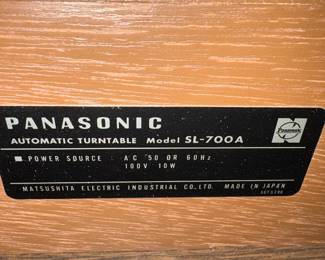 PANASONIC
AUTOMATIC TURNTABLE Model SL-700A
POWER SOURCE : AC 50 OR 60Hz
100V 10W
MATSUSHITA ELECTRIC INDUSTRIAL CO., LTD. MADE IN JAPAN